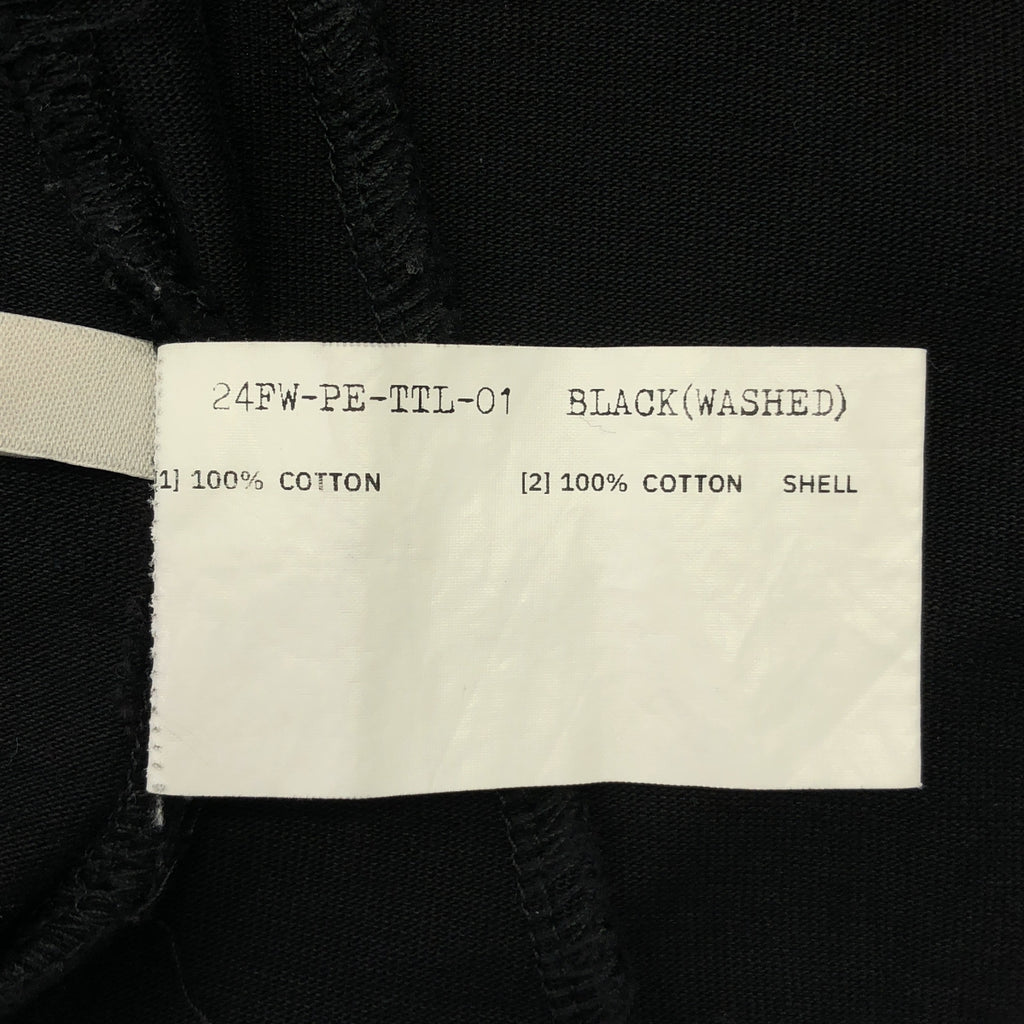 24FW-PE-TTL-01 BLACK(WASHED)
[1] 100% COTTON [2] 100% COTTON SHELL